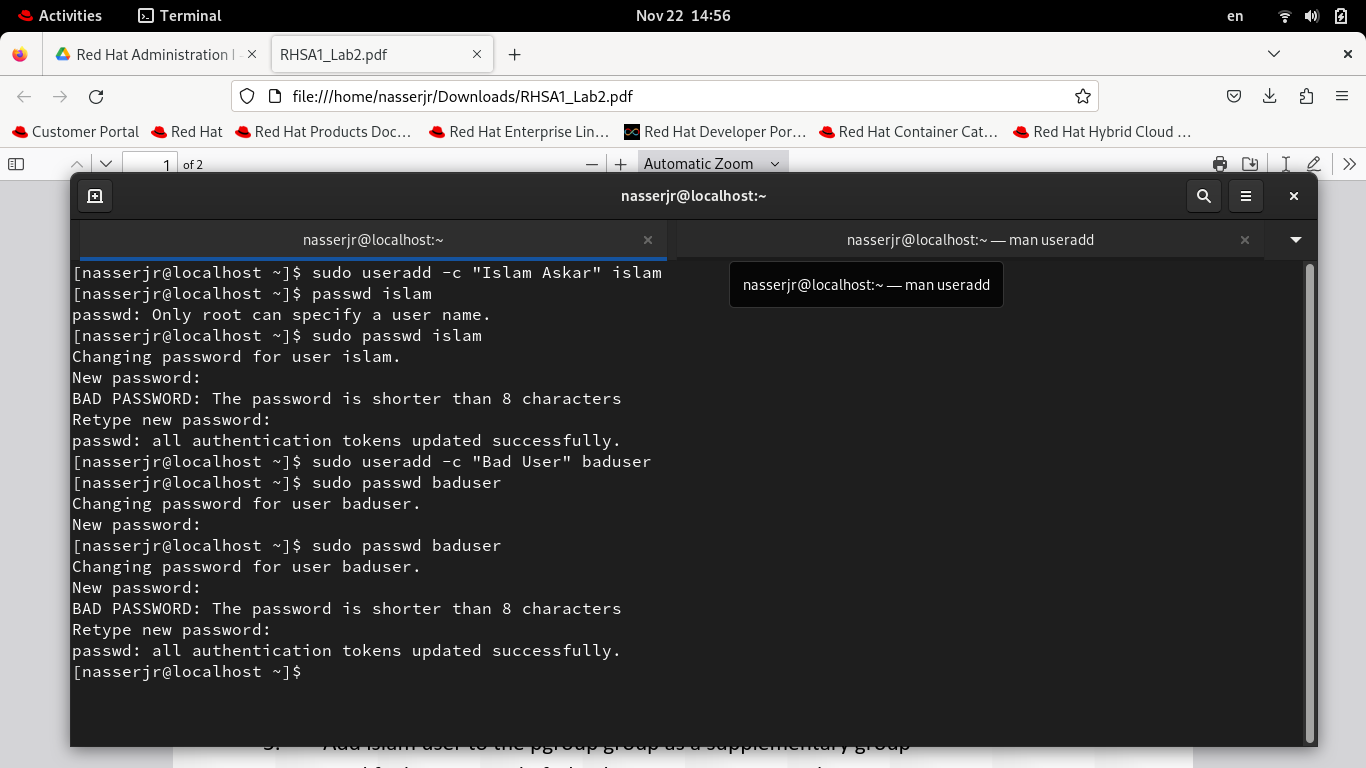 Activities Terminal Nov 22 14:56 en
Red Hat Administration I - RHSA1_Lab2.pdf
file:///home/nasserjr/Downloads/RHSA1_Lab2.pdf
Customer Portal Red Hat Red Hat Products Doc… Red Hat Enterprise Lin… Red Hat Developer Por… Red Hat Container Cat… Red Hat Hybrid Cloud …
1 of 2 Automatic Zoom
nasserjr@localhost:~
nasserjr@localhost:~ nasserjr@localhost:~ — man useradd
nasserjr@localhost:~ — man useradd
[nasserjr@localhost ~]$ sudo useradd -c "Islam Askar" islam
[nasserjr@localhost ~]$ passwd islam
passwd: Only root can specify a user name.
[nasserjr@localhost ~]$ sudo passwd islam
Changing password for user islam.
New password:
BAD PASSWORD: The password is shorter than 8 characters
Retype new password:
passwd: all authentication tokens updated successfully.
[nasserjr@localhost ~]$ sudo useradd -c "Bad User" baduser
[nasserjr@localhost ~]$ sudo passwd baduser
Changing password for user baduser.
New password:
[nasserjr@localhost ~]$ sudo passwd baduser
Changing password for user baduser.
New password:
BAD PASSWORD: The password is shorter than 8 characters
Retype new password:
passwd: all authentication tokens updated successfully.
[nasserjr@localhost ~]$
Add islam user to the pgroup group as a supplementary group